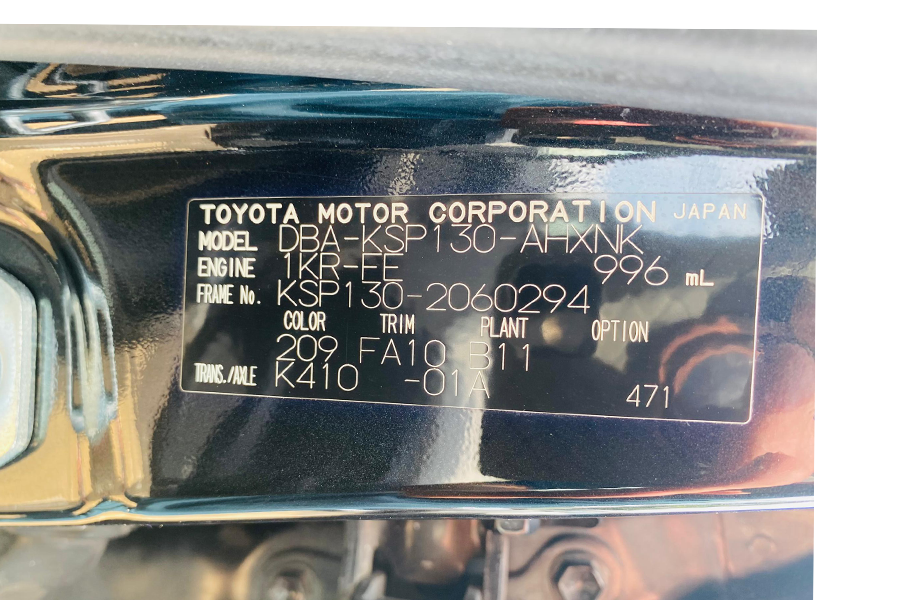 TOYOTA MOTOR CORPORATION JAPAN
MODEL DBA-KSP130-AHXNK
ENGINE 1KR-FE 996 mL
FRAME No. KSP130-2060294
COLOR TRIM PLANT OPTION
209 FA10 B11
TRANS./AXLE K410 -01A
471